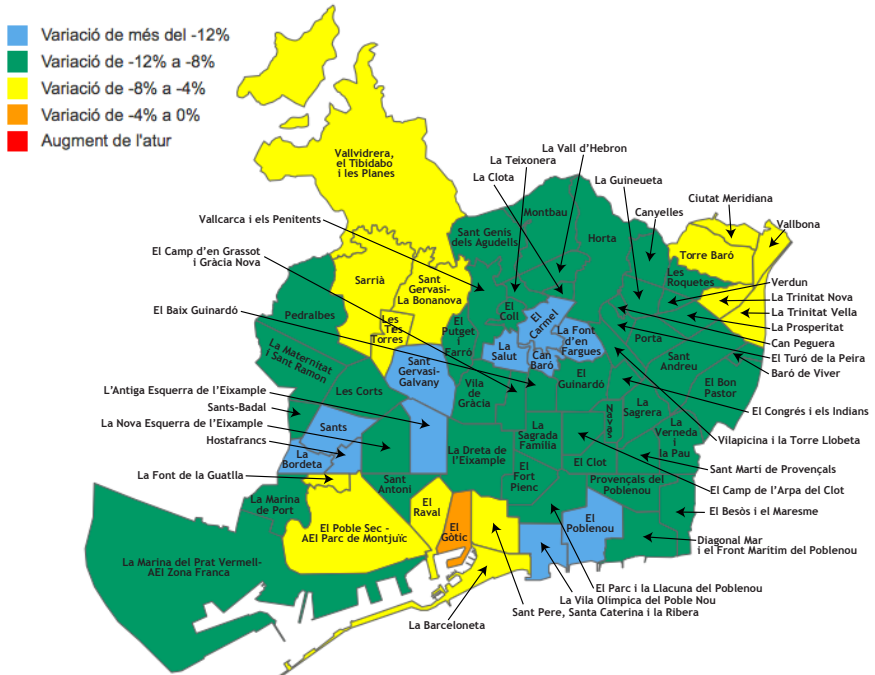 Variació de més del -12%
Variació de -12% a -8%
Variació de -8% a -4%
Variació de -4% a 0%
Augment de l'atur
Vallvidrera,
el Tibidabo
i les Planes
La Vall d'Hebron
La Teixonera
La Clota
La Guineueta
Ciutat Meridiana
Canyelles
Vallbona
Vallcarca i els Penitents
Montbau
Horta
Sant Genis
dels Agudells
Torre Baró
El Camp d'en Grassot
i Gràcia Nova
Sarrià
Sant
Gervasi-
La Bonanova
Les
Roquetes
Verdun
La Trinitat Nova
La Trinitat Vella
La Prosperitat
Can Peguera
El Turó de la Peira
Baró de Viver
El Baix Guinardó
Pedralbes
Les Tres
Torres
El
Putget
i
Farró
El
Coll
El
Carmel
La Font
d'en
Fargues
La
Salut
Can
Baró
Porta
Sant
Andreu
La Maternitat
i Sant Ramon
Sant
Gervasi-
Galvany
Les Corts
Vila
de
Gràcia
El
Guinardó
El Bon
Pastor
L'Antiga Esquerra de l'Eixample
Sants-Badal
La Nova Esquerra de l'Eixample
Hostafrancs
Sants
La
Bordeta
Navas
La
Sagrera
El Congrés i els Indians
Vilapicina i la Torre Llobeta
La
Verneda
i
la Pau
La Dreta de
l'Eixample
La
Sagrada
Familia
El Clot
Sant Marti de Provençals
La Font de la Guatlla
Sant
Antoni
El
Fort
Pienc
Provençals del
Poblenou
El Camp de l'Arpa del Clot
La Marina
de Port
El Besòs i el Maresme
El
Raval
El
Gòtic
El
Poblenou
El Poble Sec -
AEI Parc de Montjuïc
Diagonal Mar
i el Front Marítim del Poblenou
La Marina del Prat Vermell-
AEI Zona Franca
El Parc i la Llacuna del Poblenou
La Vila Olimpica del Poble Nou
Sant Pere, Santa Caterina i la Ribera
La Barceloneta